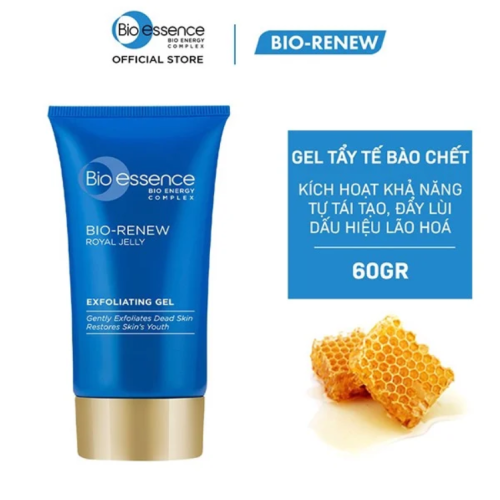 Bio essence
BIO ENERGY
COMPLEX
OFFICIAL STORE
BIO-RENEW
Bio essence
BIO ENERGY
COMPLEX
BIO-RENEW
ROYAL JELLY
EXFOLIATING GEL
Gently Exfoliates Dead Skin
Restores Skin's Youth
GEL TẨY TẾ BÀO CHẾT
KÍCH HOẠT KHẢ NĂNG
TỰ TÁI TẠO, ĐẨY LÙI
DẤU HIỆU LÃO HOÁ
60GR